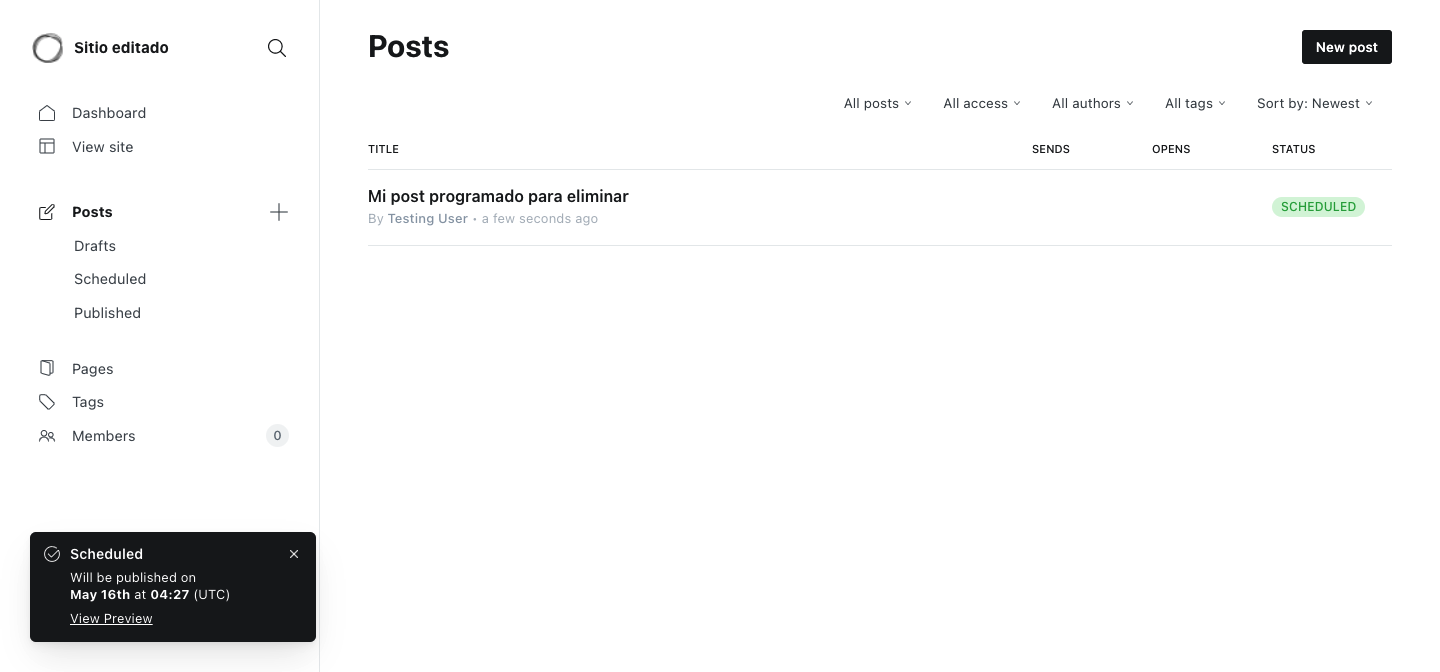 Sitio editado
Dashboard
View site
Posts
Drafts
Scheduled
Published
Pages
Tags
Members 0
Scheduled
Will be published on
May 16th at 04:27 (UTC)
View Preview
Posts
New post
All posts All access All authors All tags Sort by: Newest
TITLE SENDS OPENS STATUS
Mi post programado para eliminar
By Testing User • a few seconds ago
SCHEDULED